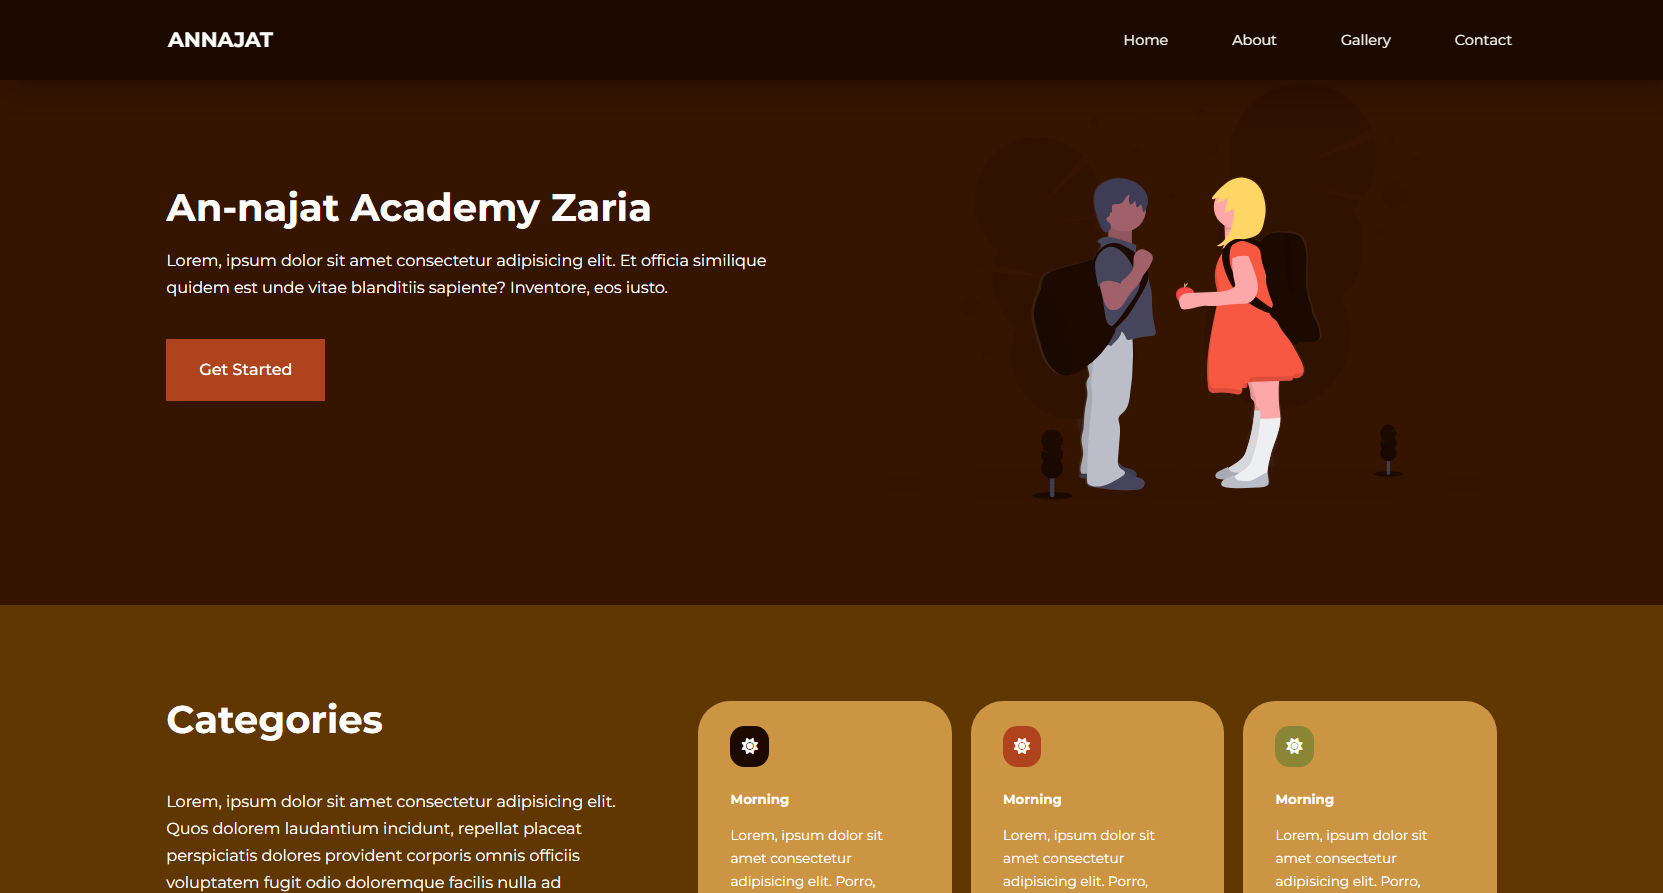 ANNAJAT
Home
About
Gallery
Contact
An-najat Academy Zaria
Lorem, ipsum dolor sit amet consectetur adipisicing elit. Et officia similique
quidem est unde vitae blanditiis sapiente? Inventore, eos iusto.
Get Started
Categories
Lorem, ipsum dolor sit amet consectetur adipisicing elit.
Quos dolorem laudantium incidunt, repellat placeat
perspiciatis dolores provident corporis omnis officiis
voluptatem fugit odio doloremque facilis nulla ad
Morning
Lorem, ipsum dolor sit
amet consectetur
adipisicing elit. Porro,
Morning
Lorem, ipsum dolor sit
amet consectetur
adipisicing elit. Porro,
Morning
Lorem, ipsum dolor sit
amet consectetur
adipisicing elit. Porro,